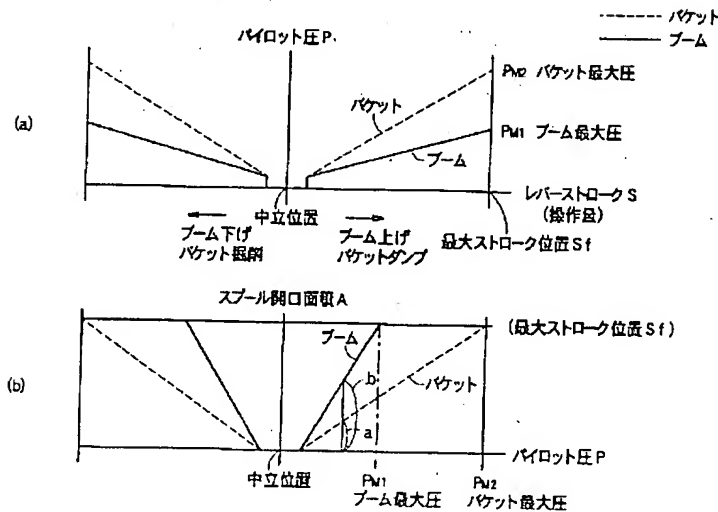 バケット
ブーム
パイロット圧P
(a)
PM2 バケット最大圧
バケット
PM1 ブーム最大圧
ブーム
レバーストロークS
(操作量)
中立位置
ブーム下げ
バケット掘削
ブーム上げ
バケットダンプ
最大ストローク位置Sf
スプール開口面積A
(最大ストローク位置Sf)
(b)
ブーム
バケット
b
a
パイロット圧P
中立位置
PM1
ブーム最大圧
PM2
バケット最大圧